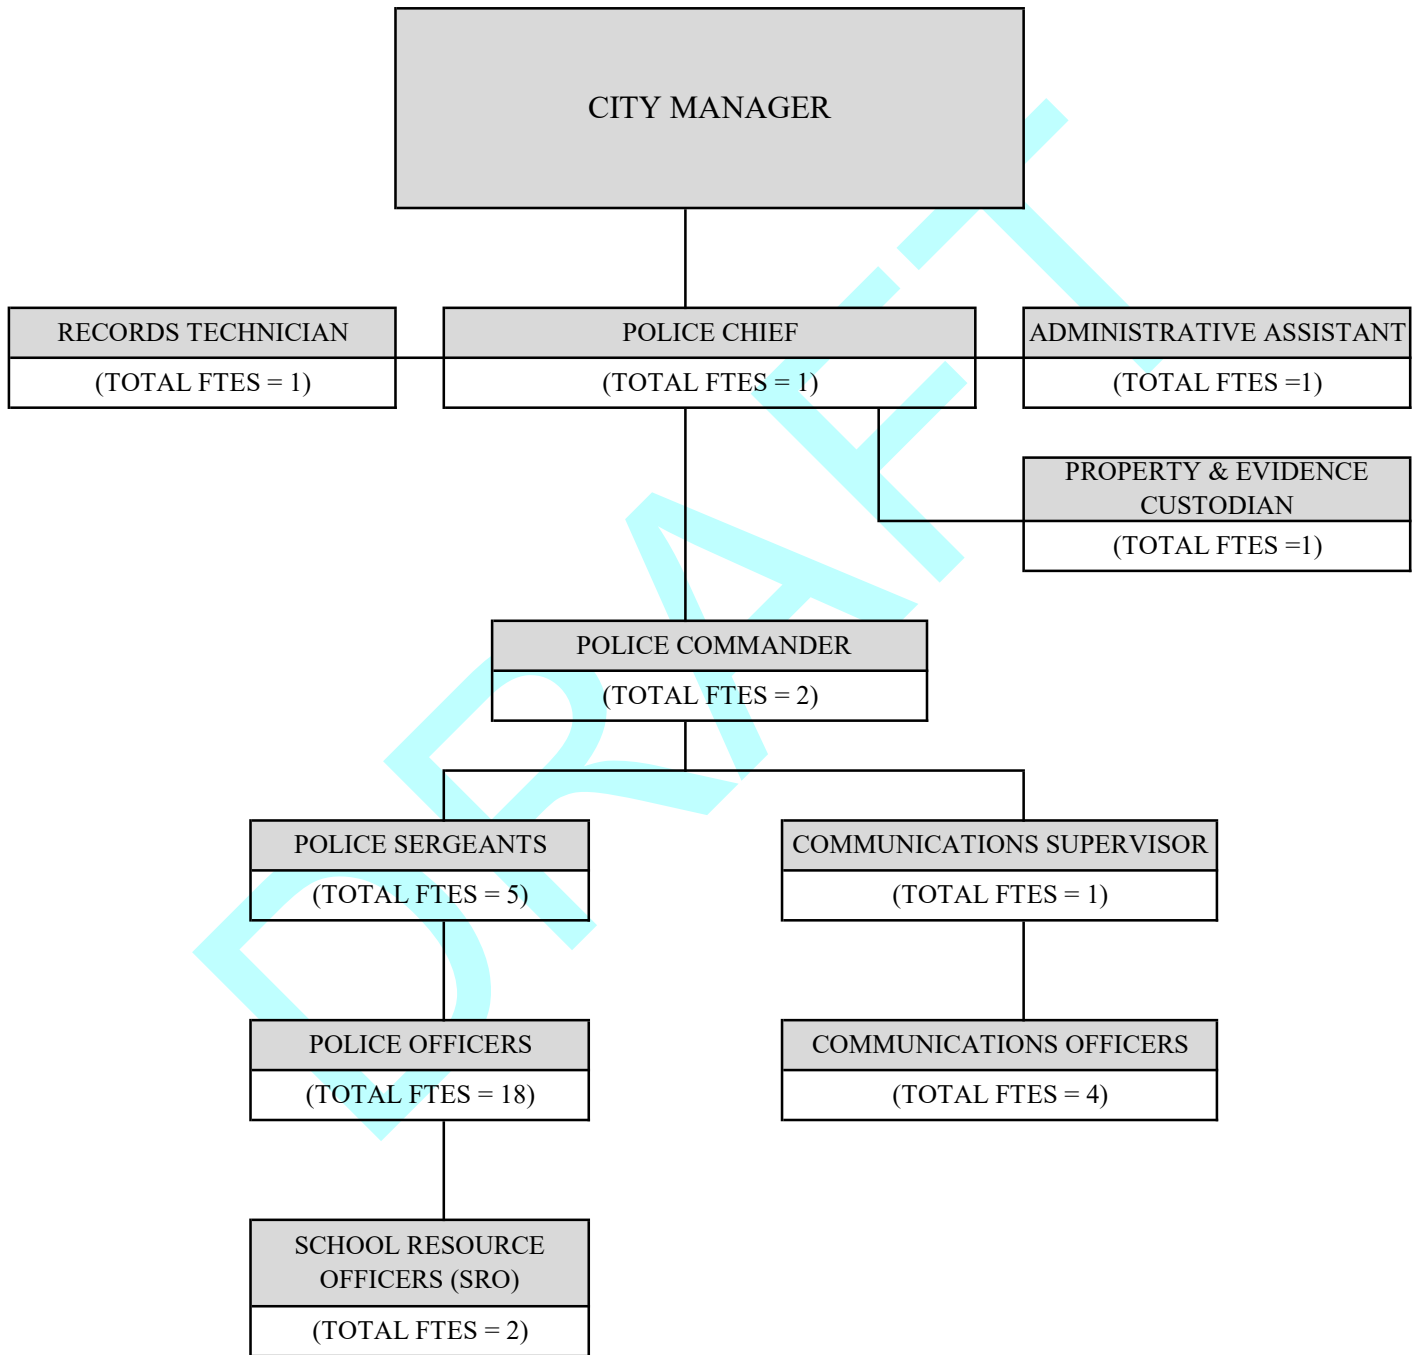 CITY MANAGER
RECORDS TECHNICIAN
(TOTAL FTES = 1)
POLICE CHIEF
(TOTAL FTES = 1)
ADMINISTRATIVE ASSISTANT
(TOTAL FTES =1)
PROPERTY & EVIDENCE
CUSTODIAN
(TOTAL FTES =1)
POLICE COMMANDER
(TOTAL FTES = 2)
POLICE SERGEANTS
(TOTAL FTES = 5)
COMMUNICATIONS SUPERVISOR
(TOTAL FTES = 1)
POLICE OFFICERS
(TOTAL FTES = 18)
COMMUNICATIONS OFFICERS
(TOTAL FTES = 4)
SCHOOL RESOURCE
OFFICERS (SRO)
(TOTAL FTES = 2)
DRAFT